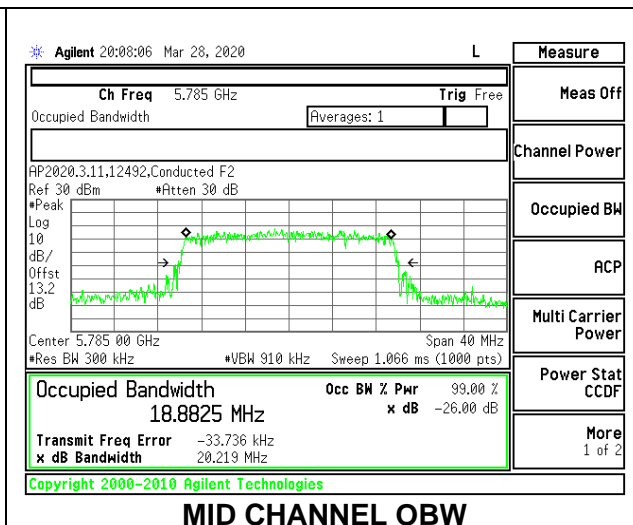 Agilent 20:08:06 Mar 28, 2020 L
Measure
Ch Freq 5.785 GHz Trig Free
Meas Off
Occupied Bandwidth Averages: 1
Channel Power
AP2020.3.11,12492,Conducted F2
Ref 30 dBm #Atten 30 dB
#Peak
Log
10
dB/
Offst
13.2
dB
Occupied BW
ACP
Center 5.785 00 GHz Span 40 MHz
#Res BW 300 kHz #VBW 910 kHz Sweep 1.066 ms (1000 pts)
Multi Carrier
Power
Occupied Bandwidth Occ BW % Pwr 99.00 %
18.8825 MHz x dB -26.00 dB
Power Stat
CCDF
Transmit Freq Error -33.736 kHz
x dB Bandwidth 20.219 MHz
More
1 of 2
Copyright 2000-2010 Agilent Technologies
MID CHANNEL OBW